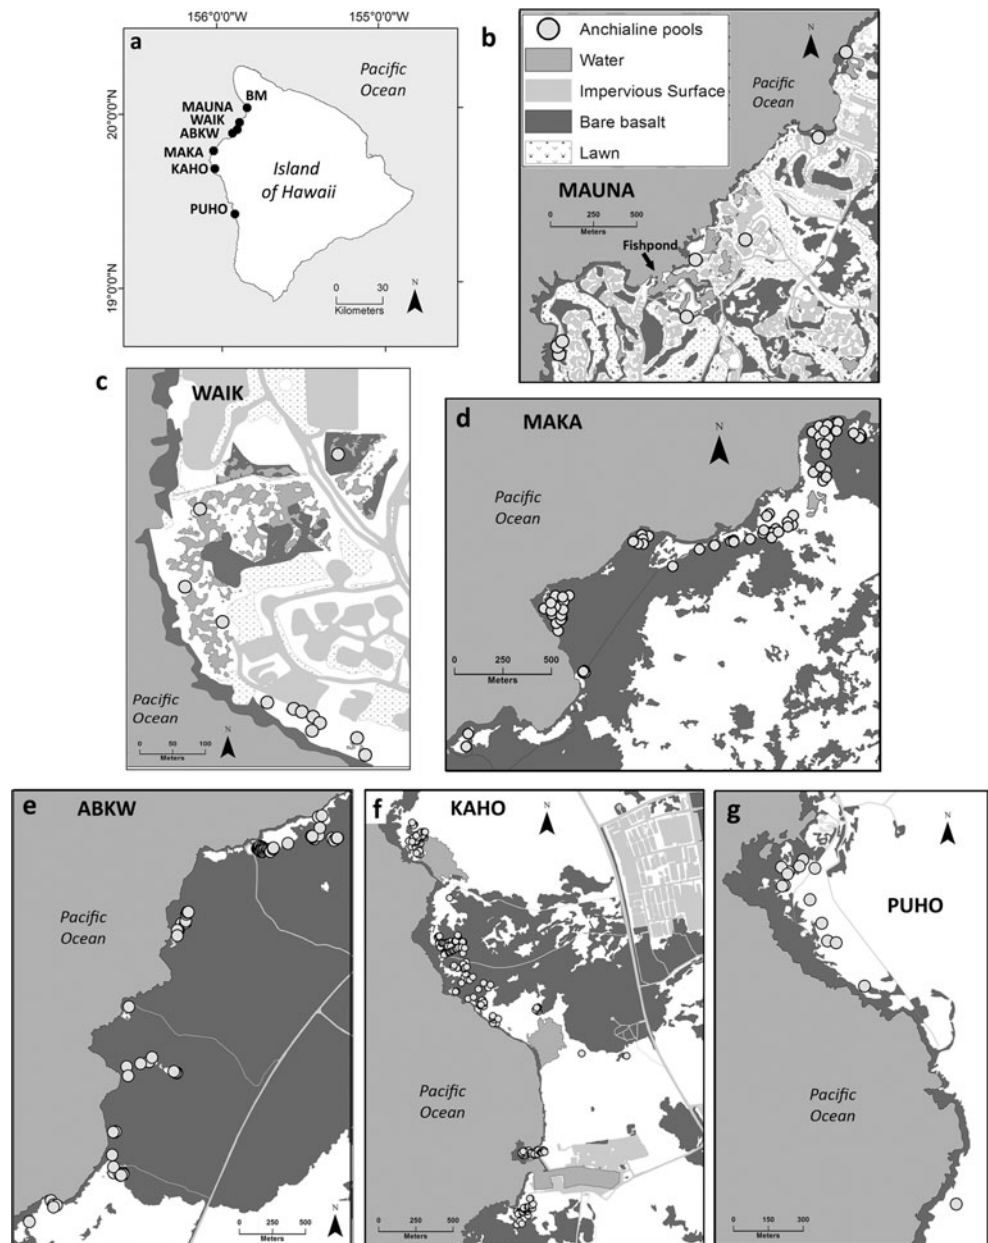 156°0'0"W
155°0'0"W
a
Pacific
Ocean
20°0'0"N
19°0'0"N
BM
MAUNA
WAIK
ABKW
MAKA
KAHO
PUHO
Island
of Hawaii
0 30
Kilometers
N
b
Anchialine pools
Water
Impervious Surface
Bare basalt
Lawn
N
Pacific
Ocean
MAUNA
0 250 500
Meters
Fishpond
c
WAIK
Pacific
Ocean
N
0 50 100
Meters
d
MAKA
N
Pacific
Ocean
0 250 500
Meters
e
ABKW
Pacific
Ocean
0 250 500
Meters
N
f
KAHO
N
Pacific
Ocean
0 250 500
Meters
g
N
PUHO
Pacific
Ocean
0 150 300
Meters